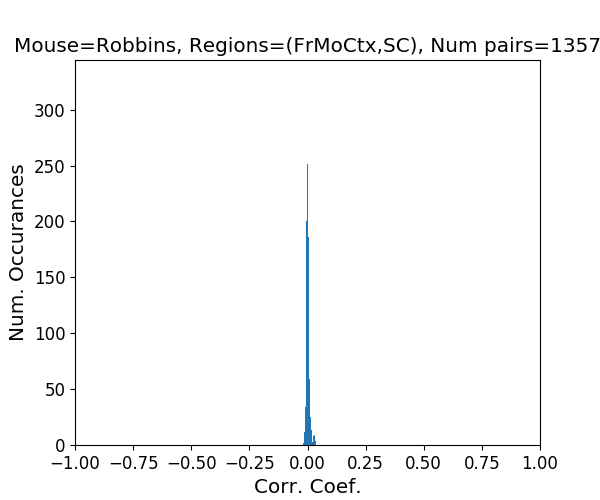 Mouse=Robbins, Regions=(FrMoCtx,SC), Num pairs=1357
300
250
200
150
100
50
0
Num. Occurances
−1.00 −0.75 −0.50 −0.25 0.00 0.25 0.50 0.75 1.00
Corr. Coef.